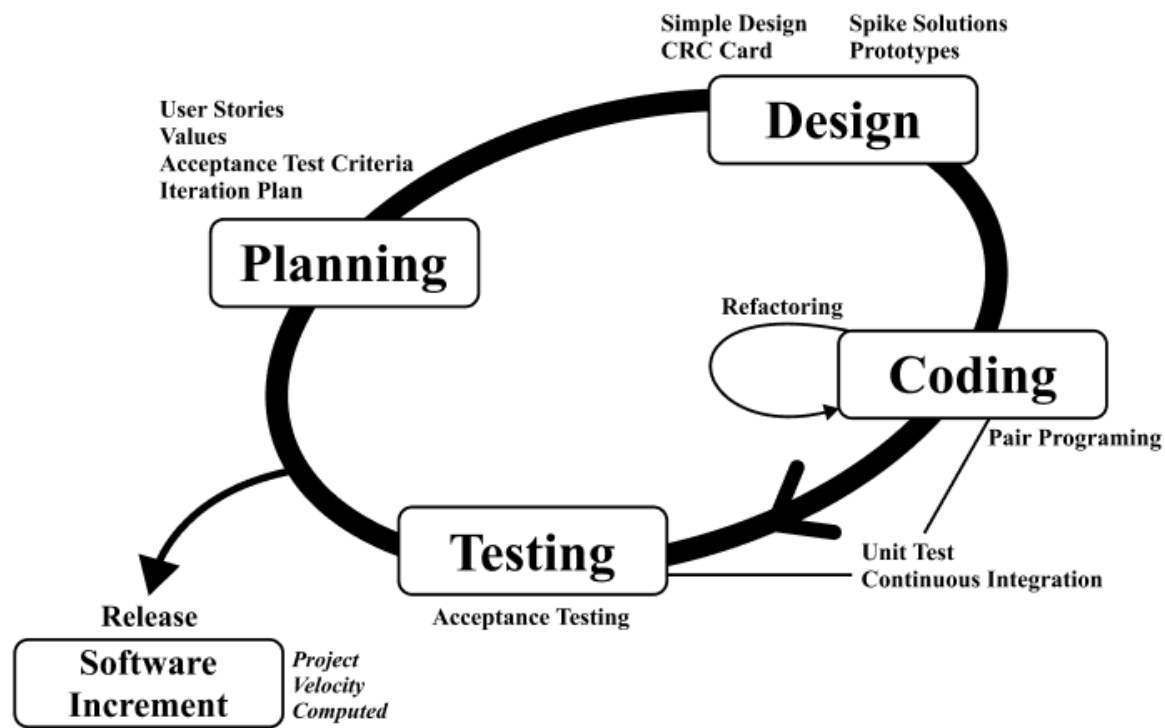 Simple Design
CRC Card
Spike Solutions
Prototypes
Design
User Stories
Values
Acceptance Test Criteria
Iteration Plan
Planning
Refactoring
Coding
Pair Programing
Testing
Acceptance Testing
Unit Test
Continuous Integration
Release
Software
Increment
Project
Velocity
Computed